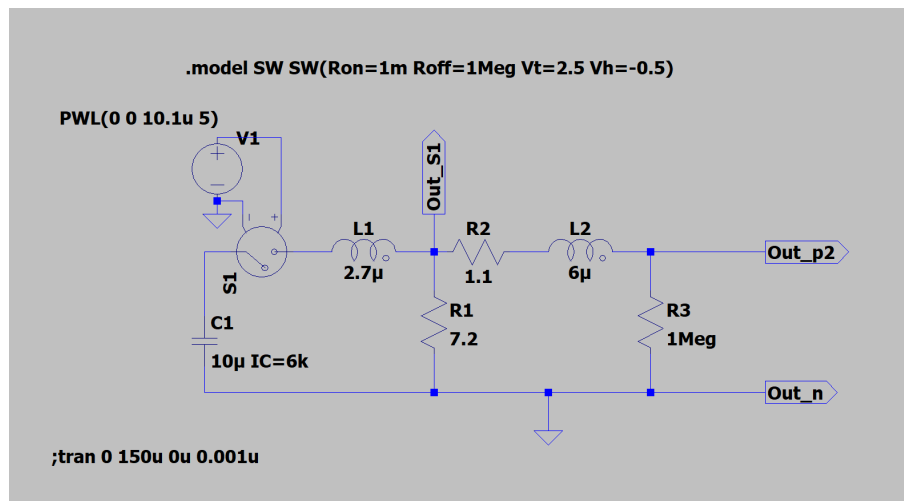 .model SW SW(Ron=1m Roff=1Meg Vt=2.5 Vh=-0.5)
PWL(0 0 10.1u 5)
V1
Out_S1
S1
L1
2.7µ
R2
1.1
L2
6µ
Out_p2
R1
7.2
R3
1Meg
C1
10µ IC=6k
Out_n
;tran 0 150u 0u 0.001u